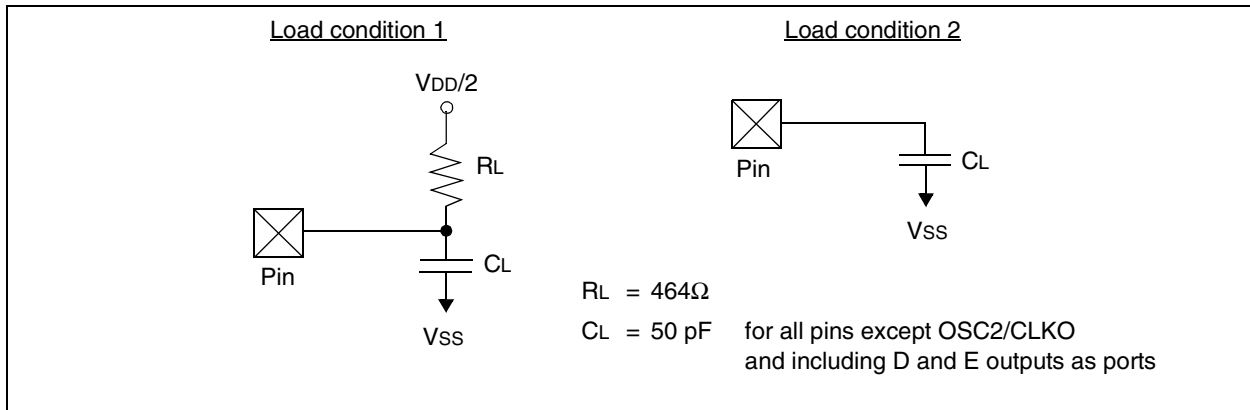 Load condition 1
VDD/2
RL
Pin
CL
VSS
Load condition 2
Pin
CL
VSS
RL = 464Ω
CL = 50 pF for all pins except OSC2/CLKO
and including D and E outputs as ports